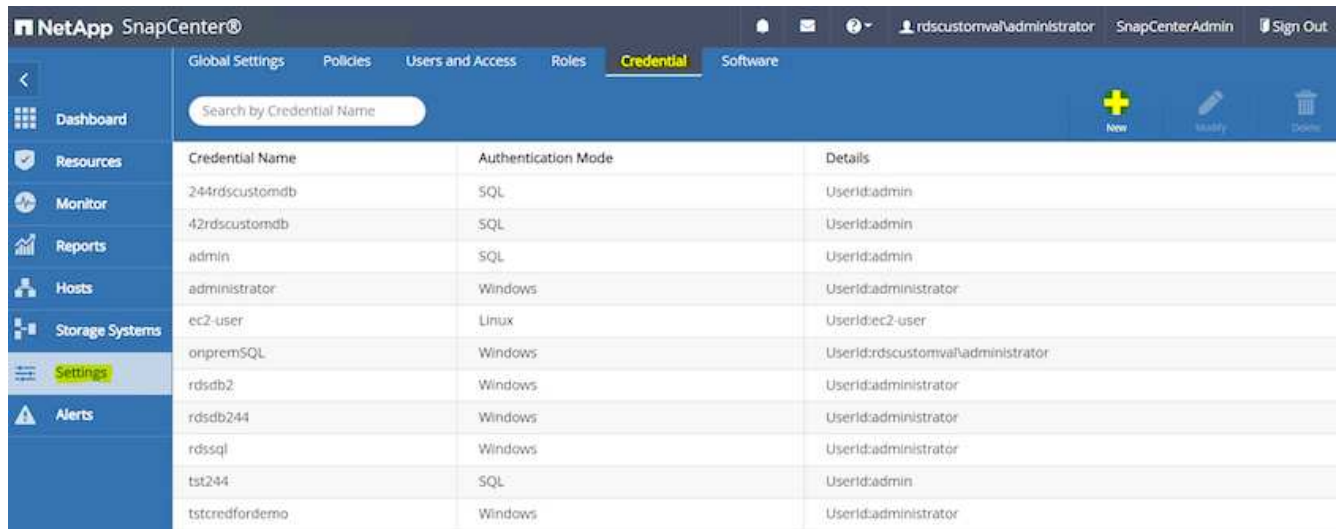 NetApp SnapCenter®
rdscustomval\administrator SnapCenterAdmin Sign Out
Global Settings Policies Users and Access Roles Credential Software
Search by Credential Name
New Modify Delete
Dashboard
Resources
Monitor
Reports
Hosts
Storage Systems
Settings
Alerts
Credential Name Authentication Mode Details
244rdscustomdb SQL UserId:admin
42rdscustomdb SQL UserId:admin
admin SQL UserId:admin
administrator Windows UserId:administrator
ec2-user Linux UserId:ec2-user
onpremSQL Windows UserId:rdscustomval\administrator
rdsdb2 Windows UserId:administrator
rdsdb244 Windows UserId:administrator
rdssql Windows UserId:administrator
tst244 SQL UserId:admin
tstcredfordemo Windows UserId:administrator